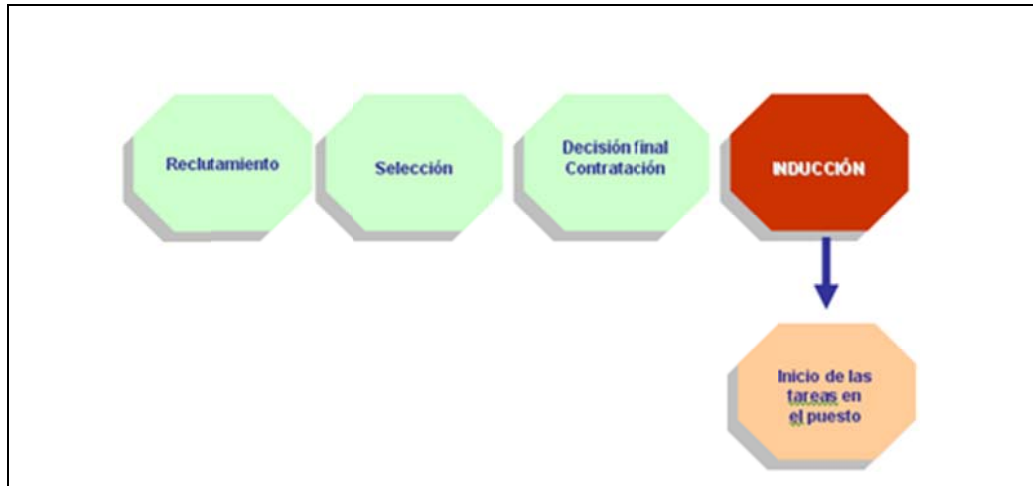 Reclutamiento
Selección
Decisión final
Contratación
INDUCCIÓN
Inicio de las
tareas en
el puesto